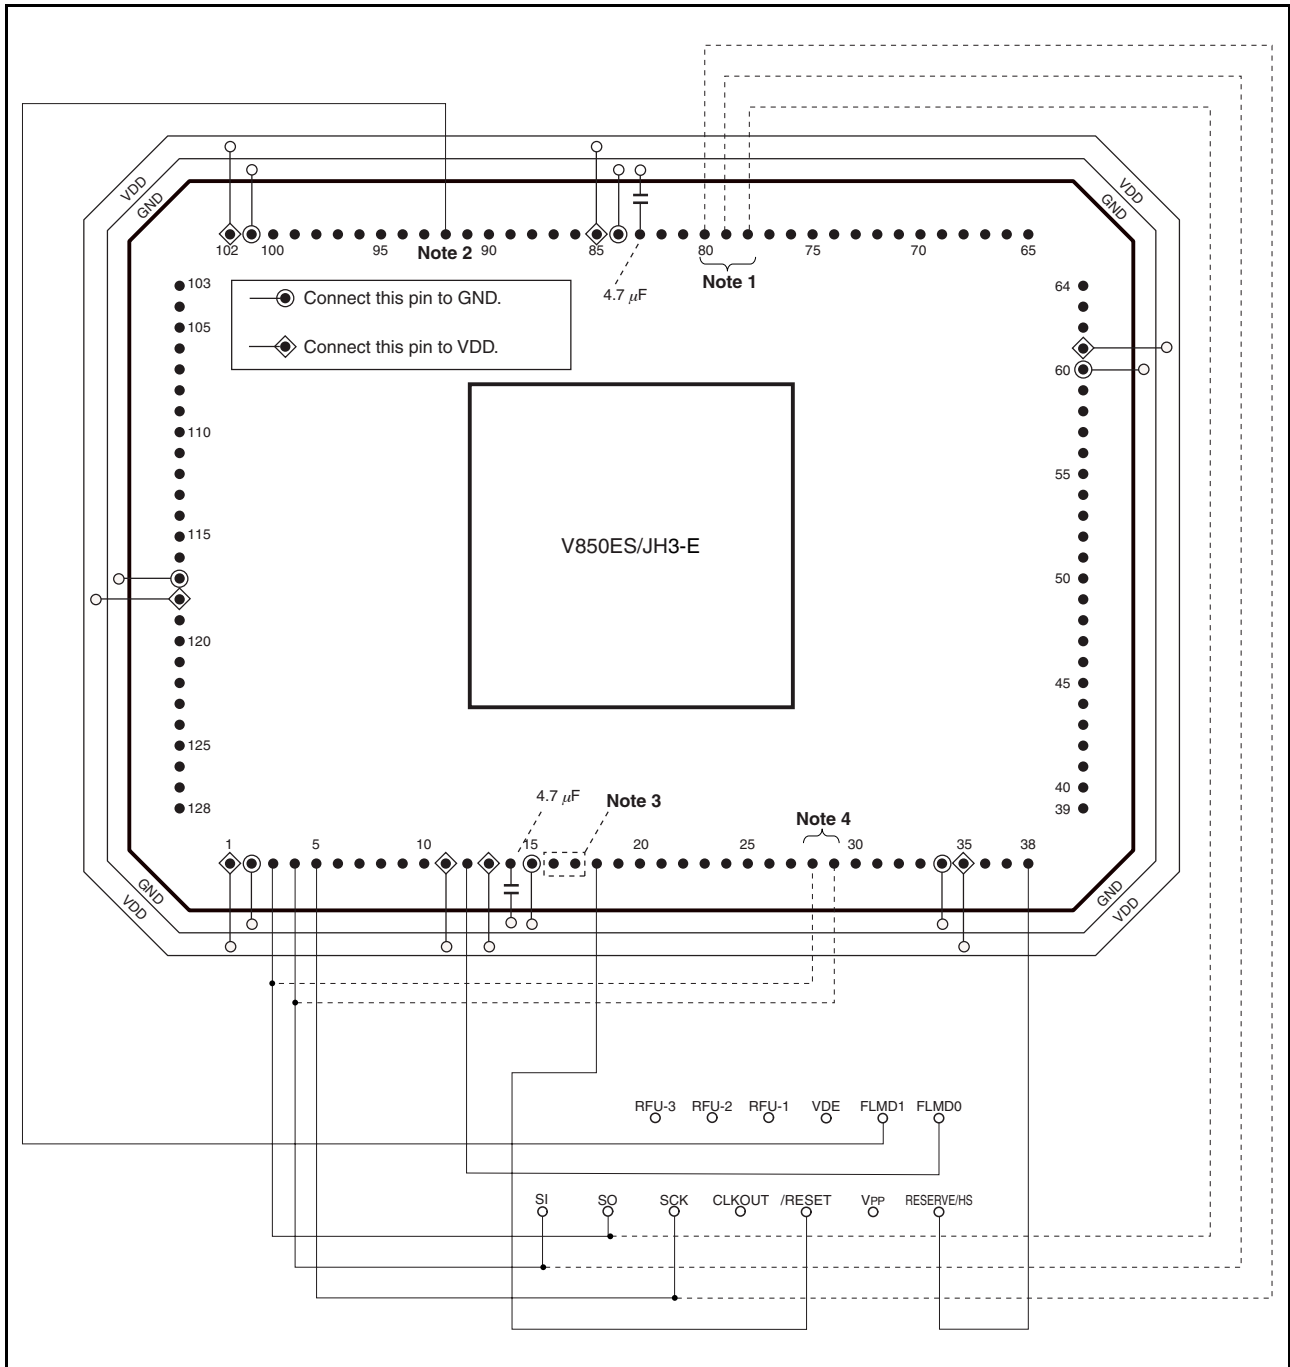 VDD
GND
VDD
GND
102 100 95 Note 2 90 85 80 75 70 65
Note 1
4.7 μF
103
64
Connect this pin to GND.
105
Connect this pin to VDD.
60
110
55
115
V850ES/JH3-E
50
120
45
125
40
128
39
4.7 μF
Note 3
Note 4
1 5 10 15 20 25 30 35 38
GND
VDD
GND
VDD
RFU-3 RFU-2 RFU-1 VDE FLMD1 FLMD0
SI SO SCK CLKOUT /RESET VPP RESERVE/HS